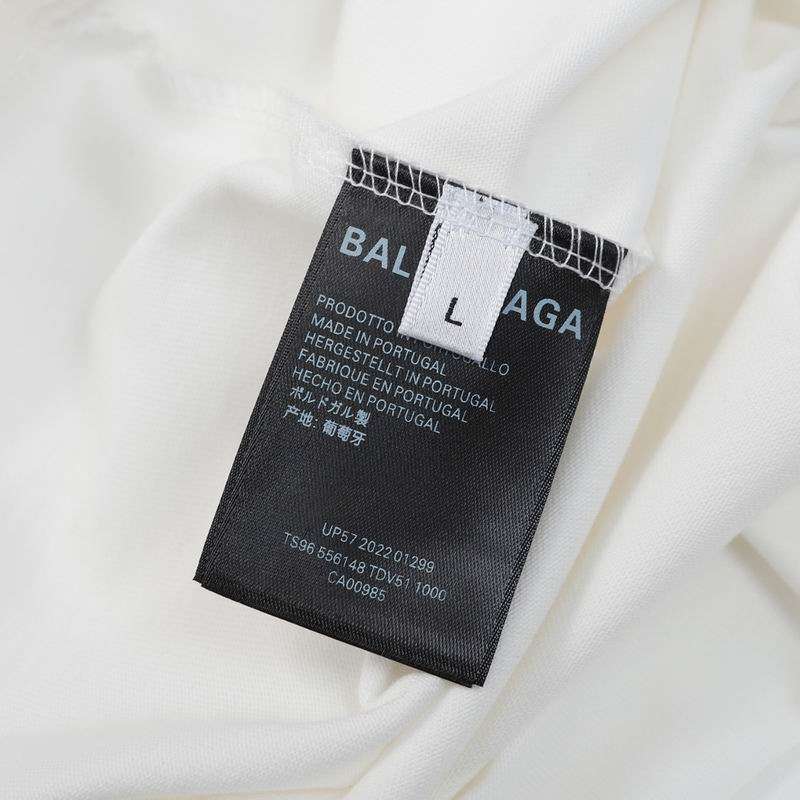 BAL AGA
L
PRODOTTO
MADE IN PORTUGAL
HERGESTELLT IN PORTUGAL
FABRIQUE EN PORTUGAL
HECHO EN PORTUGAL
ポルトガル製
产地: 葡萄牙
UP57 2022 01299
TS96 556148 TDV51 1000
CA00985